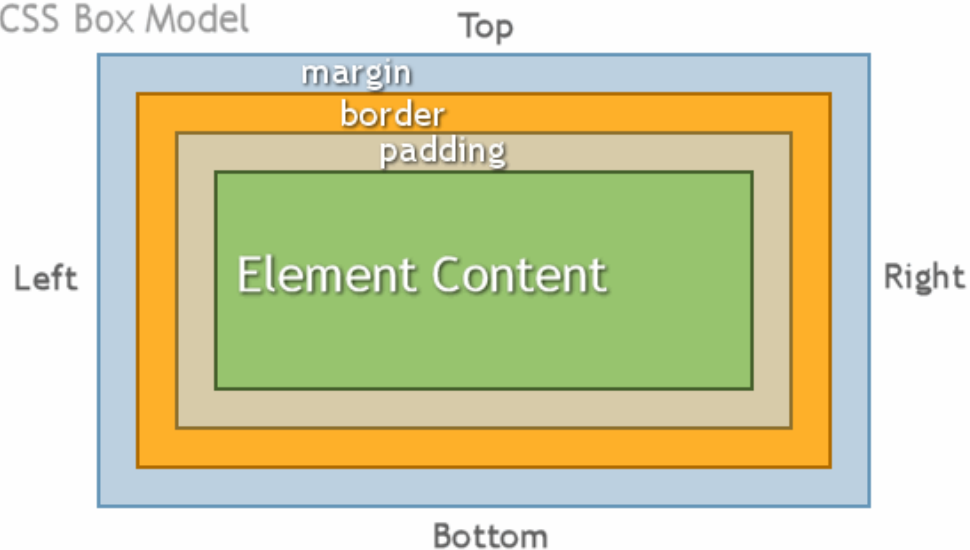 CSS Box Model
Top
margin
border
padding
Left
Element Content
Right
Bottom